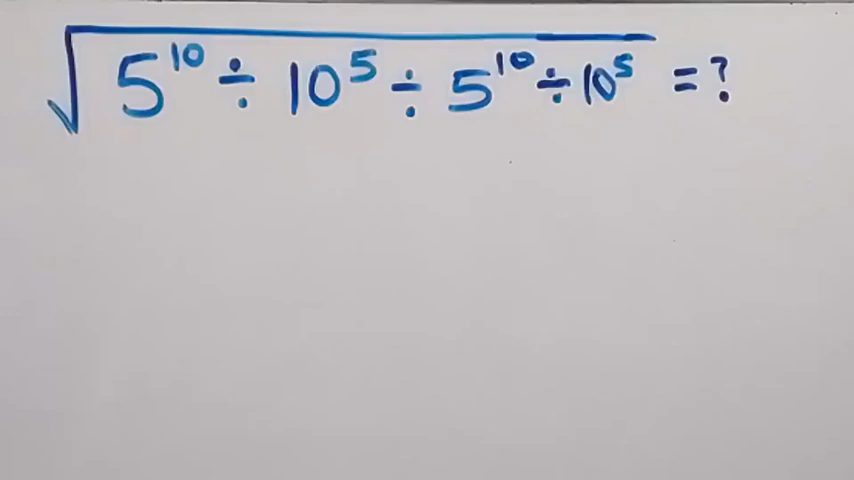 √(5¹⁰ ÷ 10⁵ ÷ 5¹⁰ ÷ 10⁵) = ?